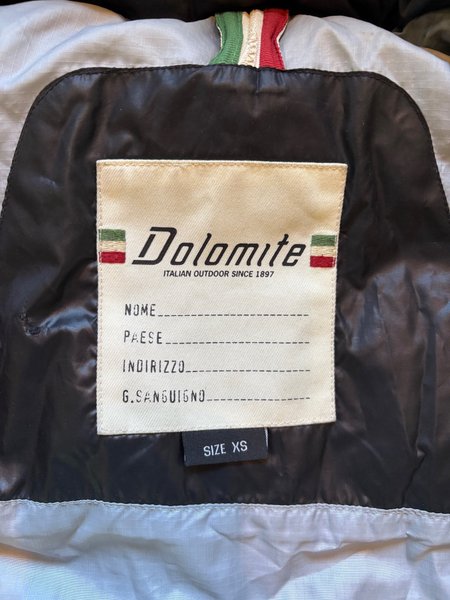 Dolomite
ITALIAN OUTDOOR SINCE 1897
NOME
PAESE
INDIRIZZO
G.SANGUIGNO
SIZE XS